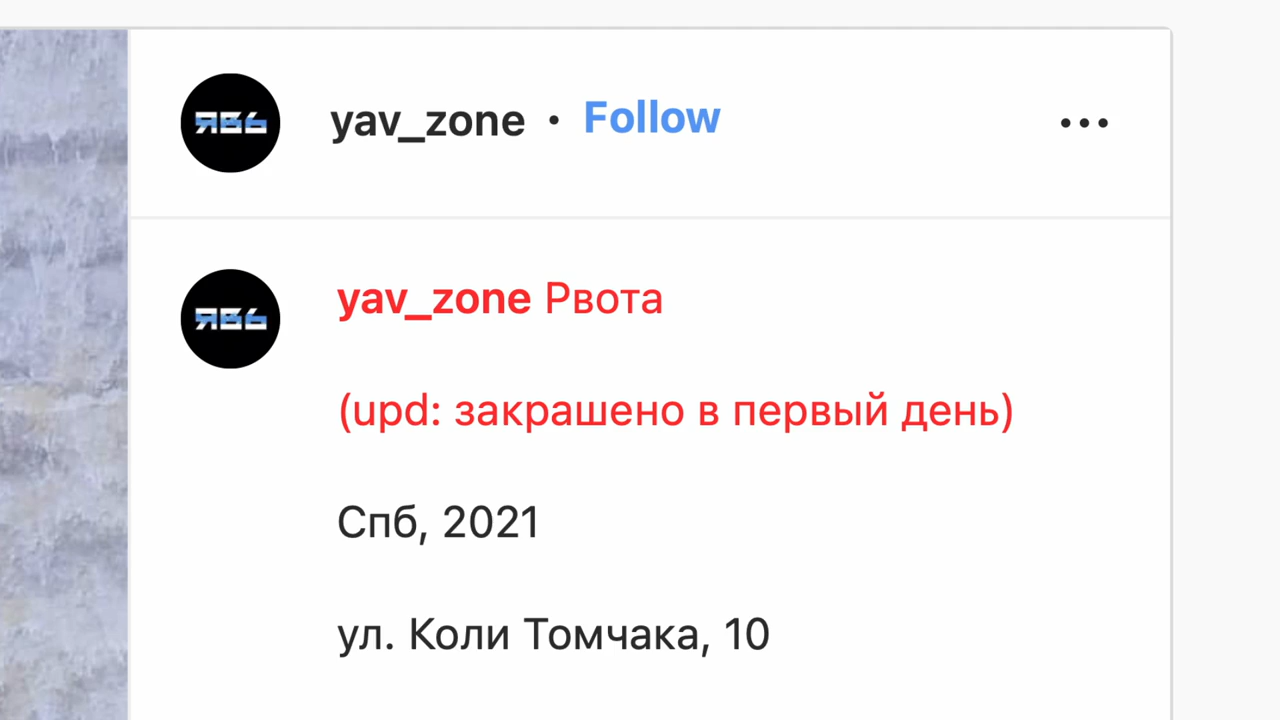 ЯВЬ
yav_zone • Follow
ЯВЬ
yav_zone Рвота
(upd: закрашено в первый день)
Спб, 2021
ул. Коли Томчака, 10